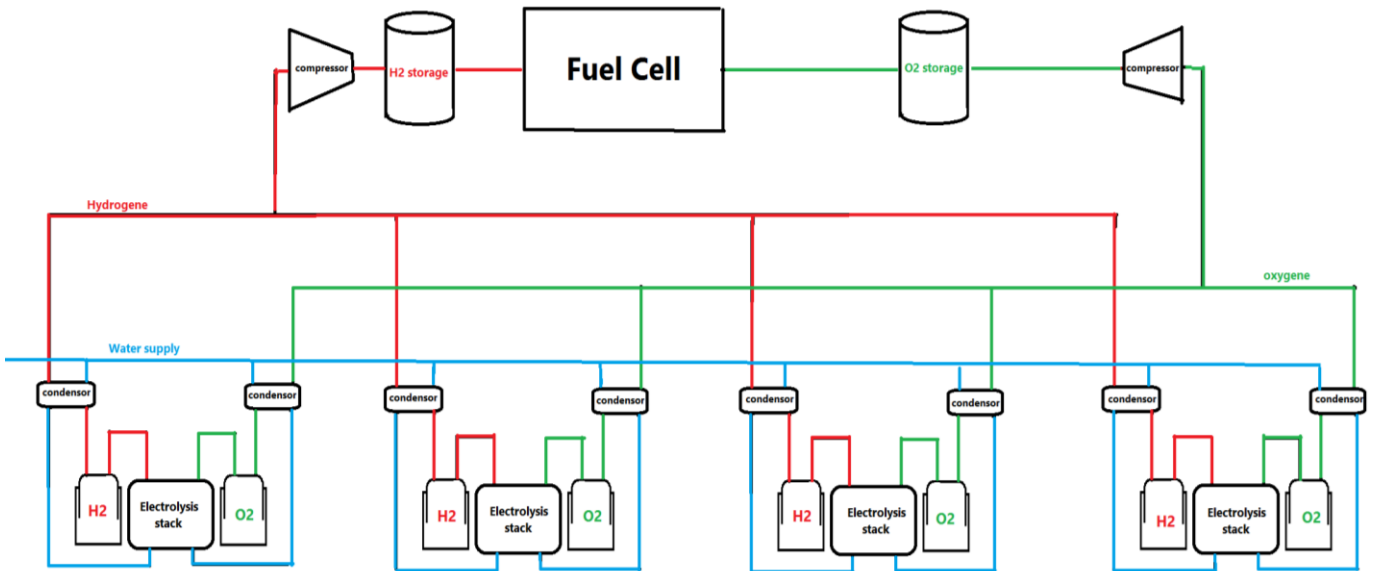 compressor
H2 storage
Fuel Cell
O2 storage
compressor
Hydrogene
oxygene
Water supply
condensor
condensor
condensor
condensor
condensor
condensor
condensor
condensor
H2
Electrolysis
stack
O2
H2
Electrolysis
stack
O2
H2
Electrolysis
stack
O2
H2
Electrolysis
stack
O2